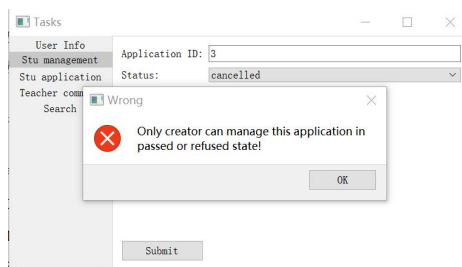 Tasks
User Info
Stu management
Stu application
Teacher comm
Search
Application ID: 3
Status: cancelled
Wrong
Only creator can manage this application in
passed or refused state!
OK
Submit